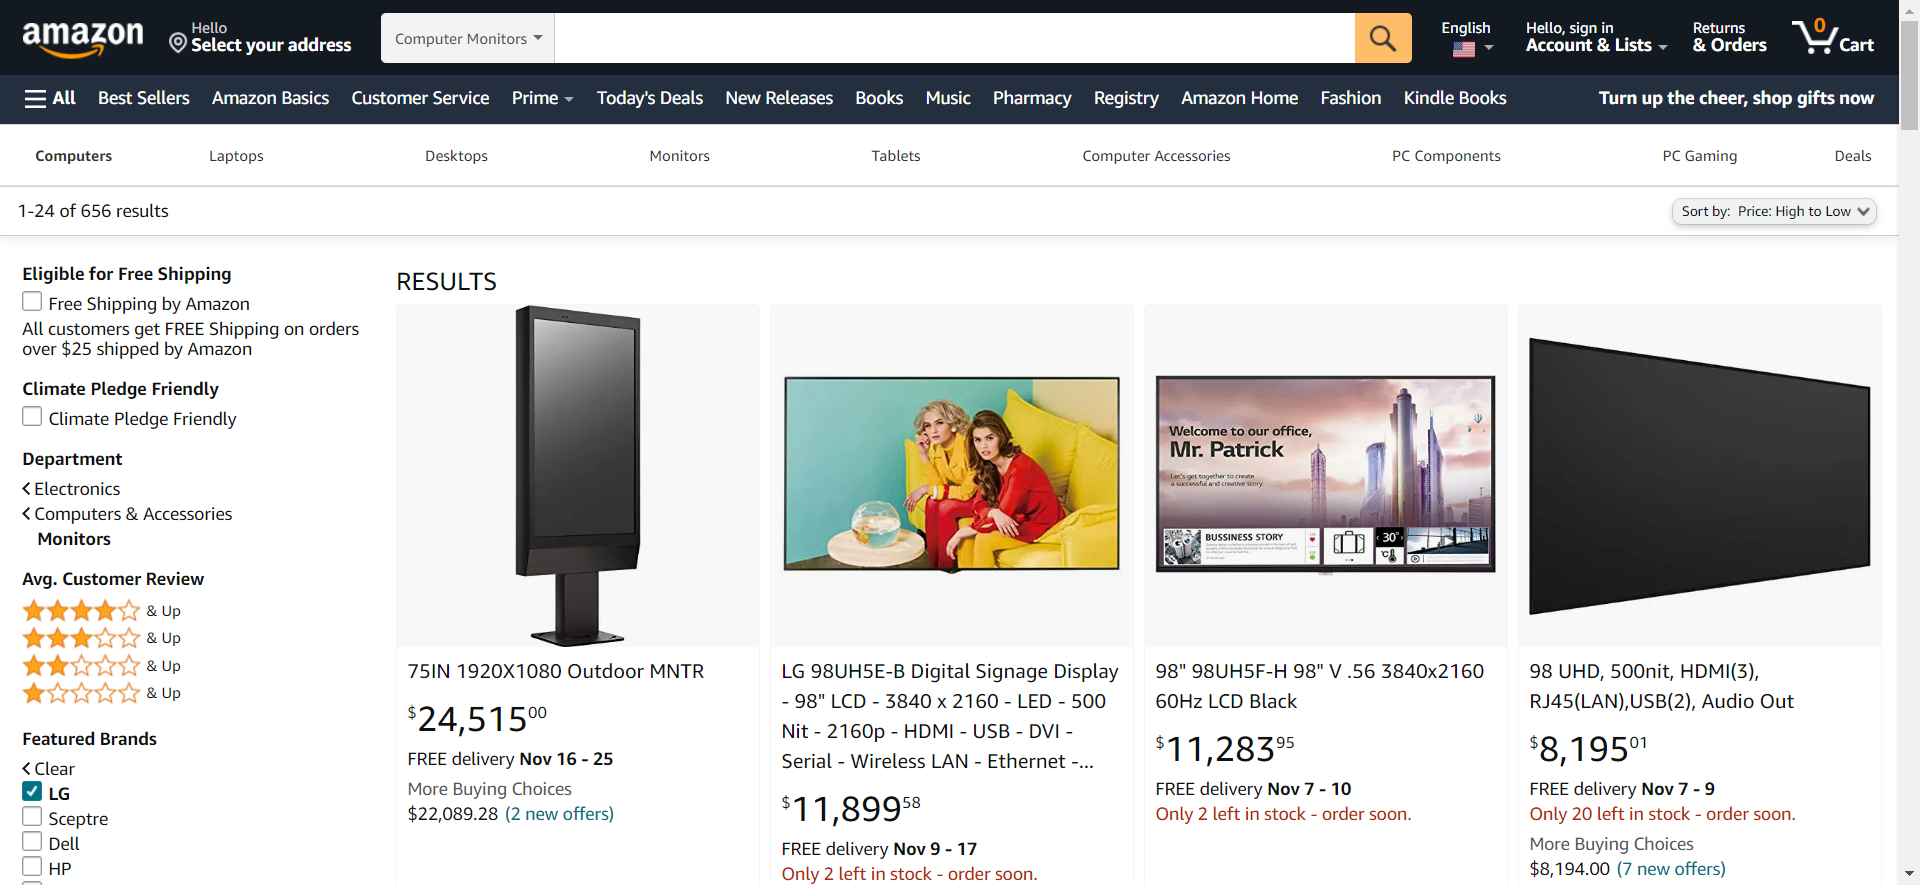 amazon
Hello
Select your address
Computer Monitors
English
Hello, sign in
Account & Lists
Returns
& Orders
0
Cart
All
Best Sellers
Amazon Basics
Customer Service
Prime
Today's Deals
New Releases
Books
Music
Pharmacy
Registry
Amazon Home
Fashion
Kindle Books
Turn up the cheer, shop gifts now
Computers
Laptops
Desktops
Monitors
Tablets
Computer Accessories
PC Components
PC Gaming
Deals
1-24 of 656 results
Sort by: Price: High to Low
Eligible for Free Shipping
Free Shipping by Amazon
All customers get FREE Shipping on orders
over $25 shipped by Amazon
Climate Pledge Friendly
Climate Pledge Friendly
Department
Electronics
Computers & Accessories
Monitors
Avg. Customer Review
& Up
& Up
& Up
& Up
Featured Brands
Clear
LG
Sceptre
Dell
HP
RESULTS
75IN 1920X1080 Outdoor MNTR
$24,515.00
FREE delivery Nov 16 - 25
More Buying Choices
$22,089.28 (2 new offers)
LG 98UH5E-B Digital Signage Display
- 98" LCD - 3840 x 2160 - LED - 500
Nit - 2160p - HDMI - USB - DVI -
Serial - Wireless LAN - Ethernet -...
$11,899.58
FREE delivery Nov 9 - 17
Only 2 left in stock - order soon.
Welcome to our office,
Mr. Patrick
Let's get together to create
a successful and creative story
BUSSINESS STORY
30°
°C
98" 98UH5F-H 98" V .56 3840x2160
60Hz LCD Black
$11,283.95
FREE delivery Nov 7 - 10
Only 2 left in stock - order soon.
98 UHD, 500nit, HDMI(3),
RJ45(LAN),USB(2), Audio Out
$8,195.01
FREE delivery Nov 7 - 9
Only 20 left in stock - order soon.
More Buying Choices
$8,194.00 (7 new offers)